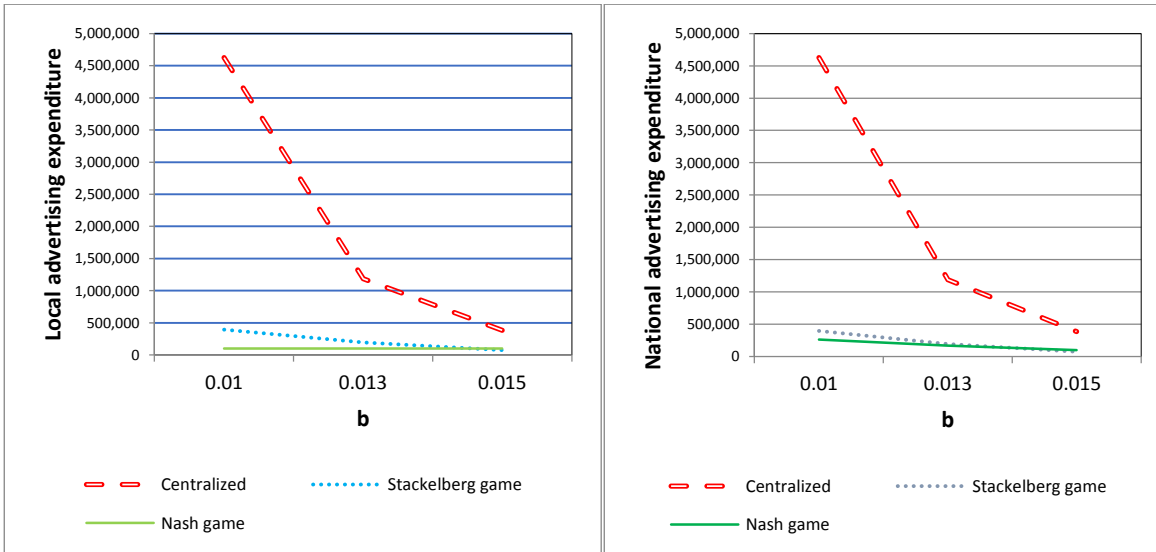 Local advertising expenditure
5,000,000
4,500,000
4,000,000
3,500,000
3,000,000
2,500,000
2,000,000
1,500,000
1,000,000
500,000
0
0.01 0.013 0.015
b
Centralized Stackelberg game
Nash game
National advertising expenditure
5,000,000
4,500,000
4,000,000
3,500,000
3,000,000
2,500,000
2,000,000
1,500,000
1,000,000
500,000
0
0.01 0.013 0.015
b
Centralized Stackelberg game
Nash game